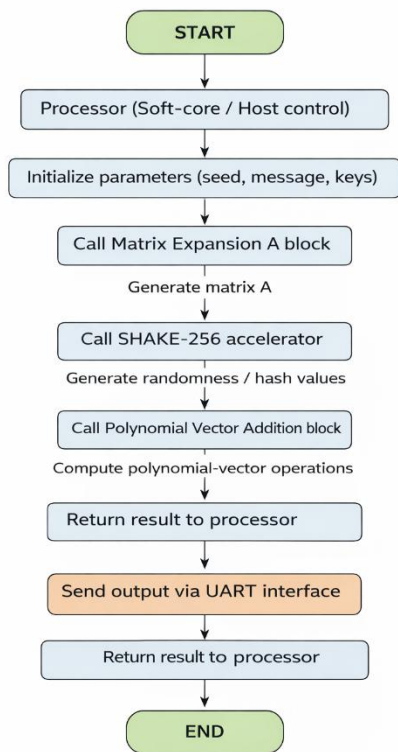 START
Processor (Soft-core / Host control)
Initialize parameters (seed, message, keys)
Call Matrix Expansion A block
Generate matrix A
Call SHAKE-256 accelerator
Generate randomness / hash values
Call Polynomial Vector Addition block
Compute polynomial-vector operations
Return result to processor
Send output via UART interface
Return result to processor
END